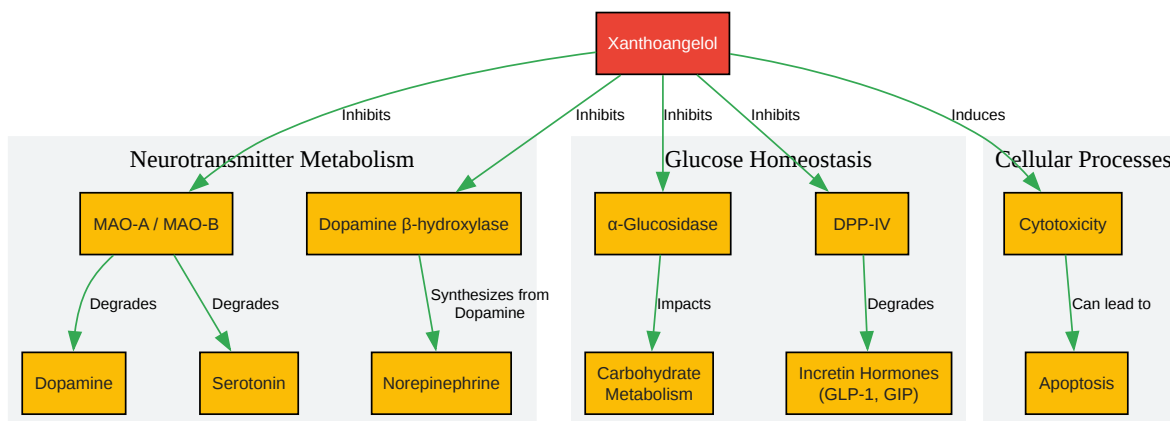 Xanthoangelol
Inhibits
Inhibits
Inhibits
Inhibits
Induces
Neurotransmitter Metabolism
Glucose Homeostasis
Cellular Processes
MAO-A / MAO-B
Dopamine β-hydroxylase
α-Glucosidase
DPP-IV
Cytotoxicity
Degrades
Degrades
Synthesizes from
Dopamine
Impacts
Degrades
Can lead to
Dopamine
Serotonin
Norepinephrine
Carbohydrate
Metabolism
Incretin Hormones
(GLP-1, GIP)
Apoptosis